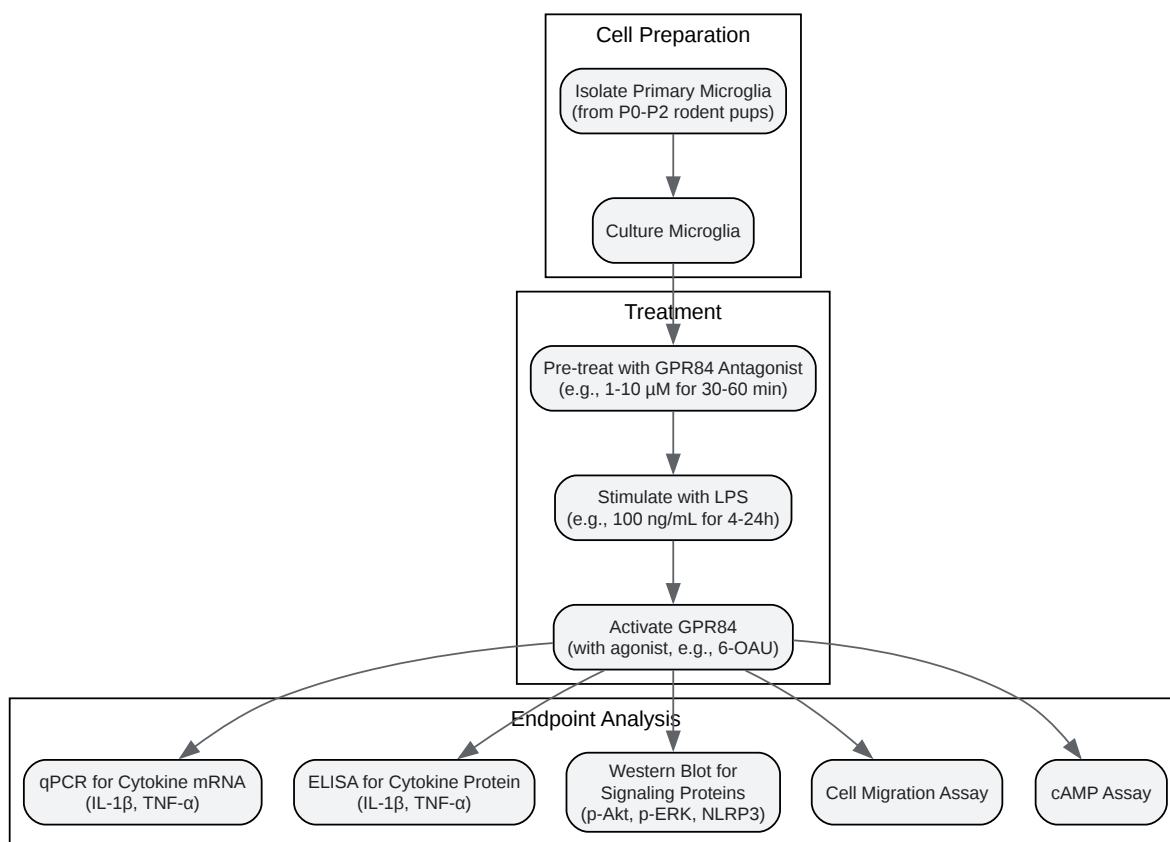 Cell Preparation
Isolate Primary Microglia
(from P0-P2 rodent pups)
Culture Microglia
Treatment
Pre-treat with GPR84 Antagonist
(e.g., 1-10 µM for 30-60 min)
Stimulate with LPS
(e.g., 100 ng/mL for 4-24h)
Activate GPR84
(with agonist, e.g., 6-OAU)
Endpoint Analysis
qPCR for Cytokine mRNA
(IL-1β, TNF-α)
ELISA for Cytokine Protein
(IL-1β, TNF-α)
Western Blot for
Signaling Proteins
(p-Akt, p-ERK, NLRP3)
Cell Migration Assay
cAMP Assay